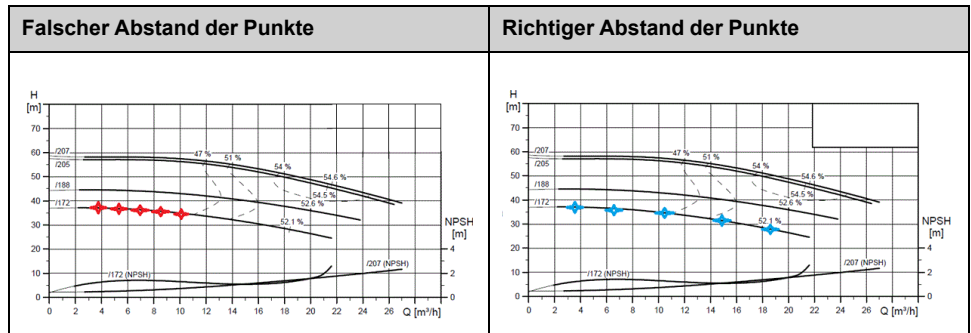 Falscher Abstand der Punkte
Richtiger Abstand der Punkte
H
[m]
70
60
50
40
30
20
10
0
/207
/205
/188
/172
47 %
51 %
54 %
54.6 %
54.5 %
52.6 %
52.1 %
/172 (NPSH)
/207 (NPSH)
NPSH
[m]
4
2
0
0 2 4 6 8 10 12 14 16 18 20 22 24 26 Q [m³/h]
H
[m]
70
60
50
40
30
20
10
0
/207
/205
/188
/172
47 %
51 %
54 %
54.6 %
54.5 %
52.6 %
52.1 %
/172 (NPSH)
/207 (NPSH)
NPSH
[m]
4
2
0
0 2 4 6 8 10 12 14 16 18 20 22 24 26 Q [m³/h]